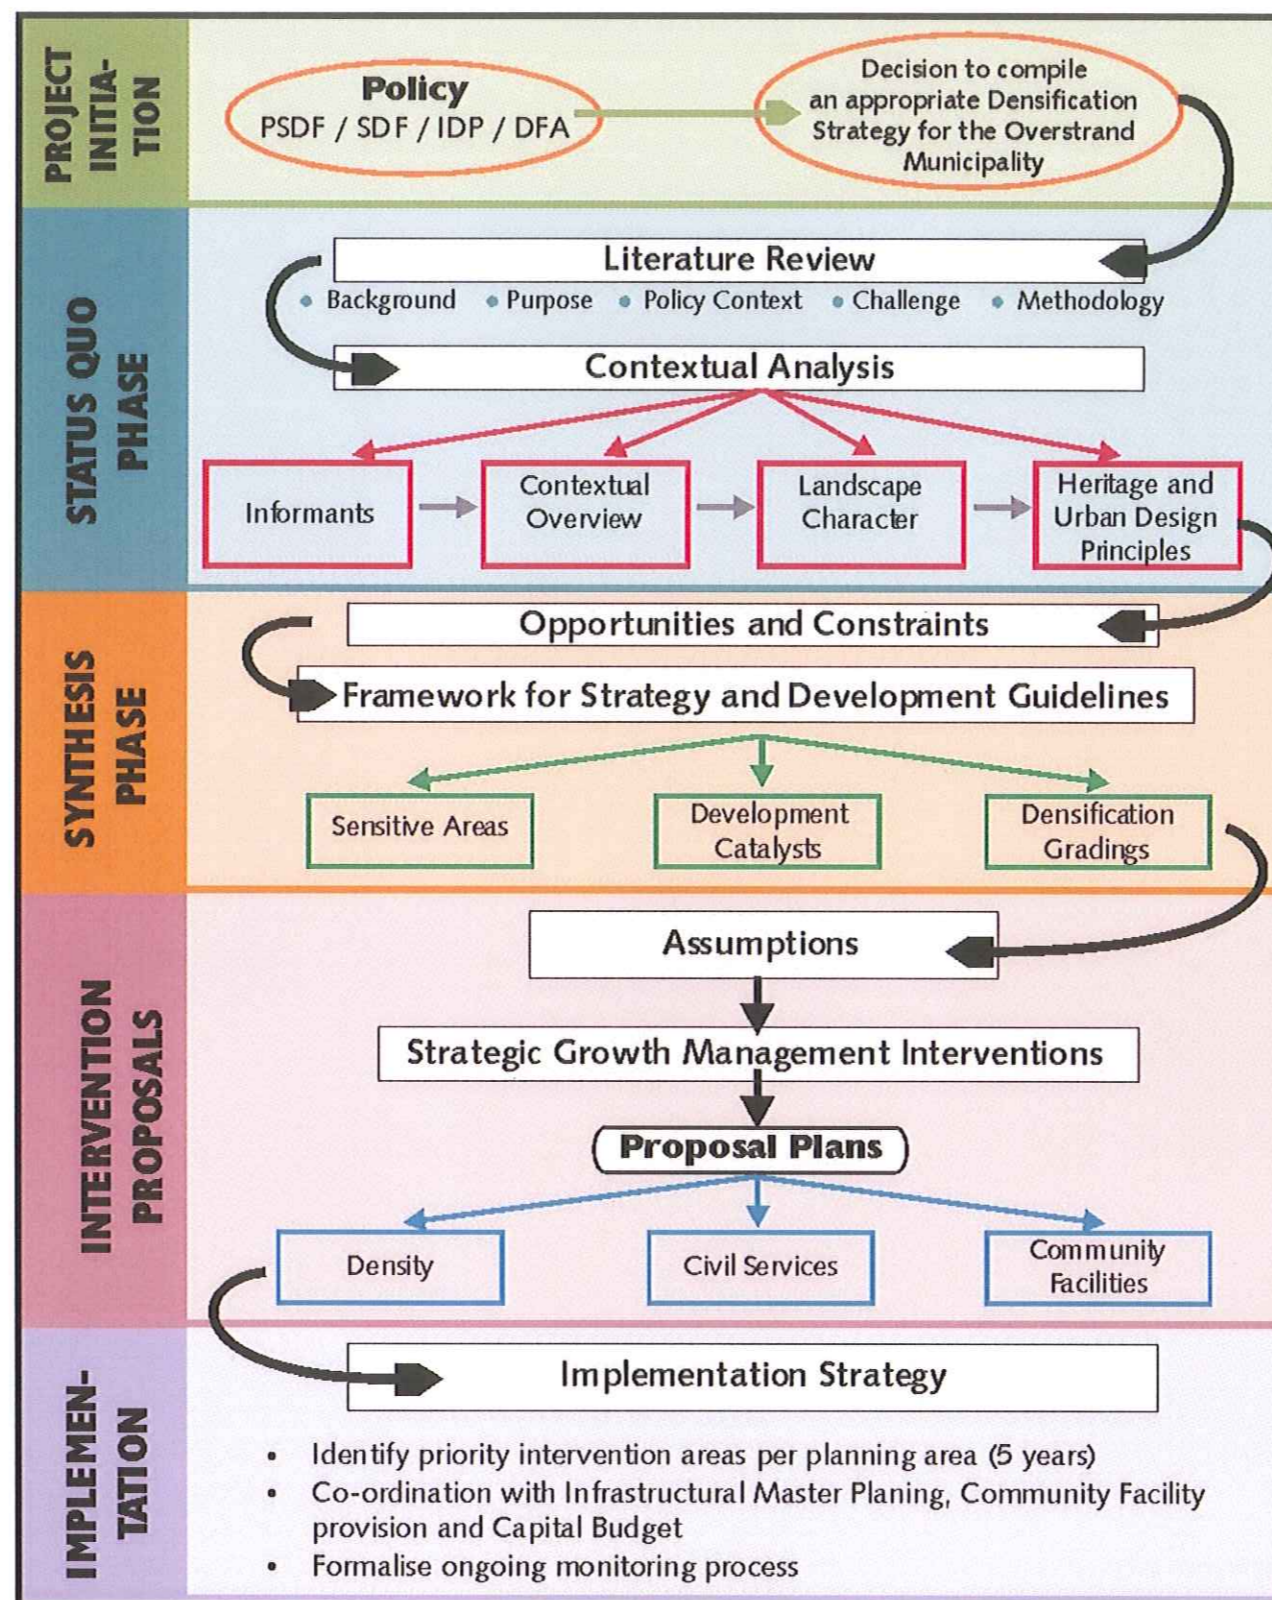 PROJECT
INITIA-
TION
Policy
PSDF / SDF / IDP / DFA
Decision to compile
an appropriate Densification
Strategy for the Overstrand
Municipality
STATUS QUO
PHASE
Literature Review
• Background • Purpose • Policy Context • Challenge • Methodology
Contextual Analysis
Informants
Contextual
Overview
Landscape
Character
Heritage and
Urban Design
Principles
SYNTHESIS
PHASE
Opportunities and Constraints
Framework for Strategy and Development Guidelines
Sensitive Areas
Development
Catalysts
Densification
Gradings
INTERVENTION
PROPOSALS
Assumptions
Strategic Growth Management Interventions
Proposal Plans
Density
Civil Services
Community
Facilities
IMPLEMEN-
TATION
Implementation Strategy
• Identify priority intervention areas per planning area (5 years)
• Co-ordination with Infrastructural Master Planing, Community Facility
provision and Capital Budget
• Formalise ongoing monitoring process